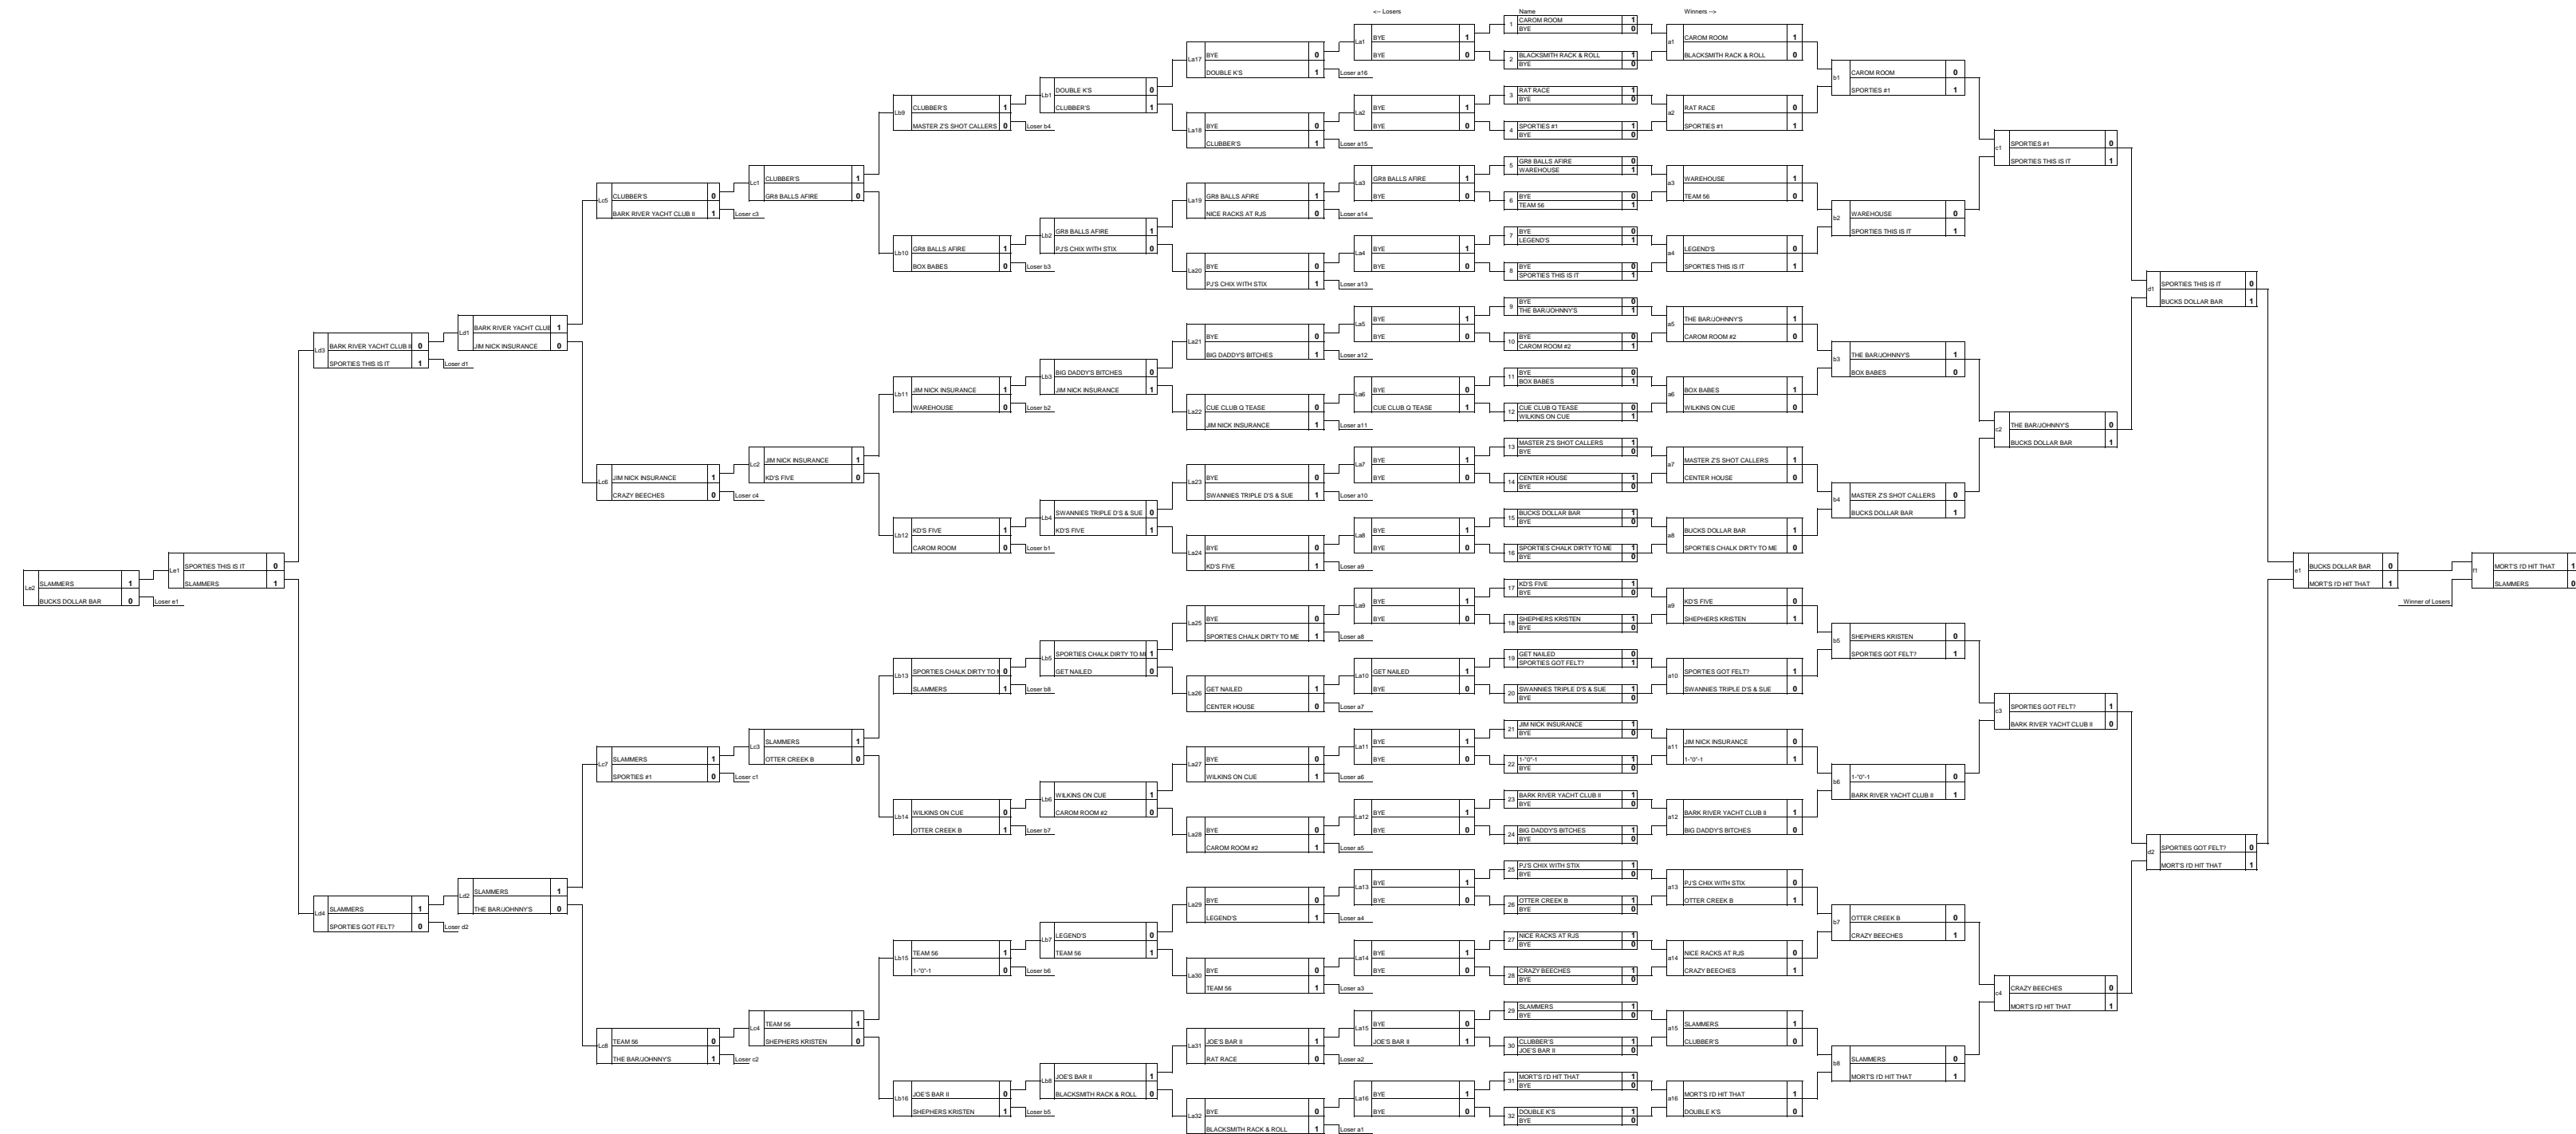 Le2
SLAMMERS 1
BUCKS DOLLAR BAR 0
Loser e1
Le1
SPORTIES THIS IS IT 0
SLAMMERS 1
Ld3
BARK RIVER YACHT CLUB II 0
SPORTIES THIS IS IT 1
Loser d1
Ld4
SLAMMERS 1
SPORTIES GOT FELT? 0
Loser d2
Ld1
BARK RIVER YACHT CLUB 1
JIM NICK INSURANCE 0
Ld2
SLAMMERS 1
THE BAR/JOHNNY'S 0
Lc5
CLUBBER'S 0
BARK RIVER YACHT CLUB II 1
Loser c3
Lc6
JIM NICK INSURANCE 1
CRAZY BEECHES 0
Loser c4
Lc7
SLAMMERS 1
SPORTIES #1 0
Loser c1
Lc8
TEAM 56 0
THE BAR/JOHNNY'S 1
Loser c2
Lc1
CLUBBER'S 1
GR8 BALLS AFIRE 0
Lc2
JIM NICK INSURANCE 1
KD'S FIVE 0
Lc3
SLAMMERS 1
OTTER CREEK B 0
Lc4
TEAM 56 1
SHEPHERS KRISTEN 0
Lb9
CLUBBER'S 1
MASTER Z'S SHOT CALLERS 0
Loser b4
Lb10
GR8 BALLS AFIRE 1
BOX BABES 0
Loser b3
Lb11
JIM NICK INSURANCE 1
WAREHOUSE 0
Loser b2
Lb12
KD'S FIVE 1
CAROM ROOM 0
Loser b1
Lb13
SPORTIES CHALK DIRTY TO 0
SLAMMERS 1
Loser b8
Lb14
WILKINS ON CUE 0
OTTER CREEK B 1
Loser b7
Lb15
TEAM 56 1
1-"0"-1 0
Loser b6
Lb16
JOE'S BAR II 0
SHEPHERS KRISTEN 1
Loser b5
Lb1
DOUBLE K'S 0
CLUBBER'S 1
Lb2
GR8 BALLS AFIRE 1
PJ'S CHIX WITH STIX 0
Lb3
BIG DADDY'S BITCHES 0
JIM NICK INSURANCE 1
Lb4
SWANNIES TRIPLE D'S & SUE 0
KD'S FIVE 1
Lb5
SPORTIES CHALK DIRTY TO ME 1
GET NAILED 0
Lb6
WILKINS ON CUE 1
CAROM ROOM #2 0
Lb7
LEGEND'S 0
TEAM 56 1
Lb8
JOE'S BAR II 1
BLACKSMITH RACK & ROLL 0
La17
BYE 0
DOUBLE K'S 1
Loser a16
La18
BYE 0
CLUBBER'S 1
Loser a15
La19
GR8 BALLS AFIRE 1
NICE RACKS AT RJS 0
Loser a14
La20
BYE 0
PJ'S CHIX WITH STIX 1
Loser a13
La21
BYE 0
BIG DADDY'S BITCHES 1
Loser a12
La22
CUE CLUB Q TEASE 0
JIM NICK INSURANCE 1
Loser a11
La23
BYE 0
SWANNIES TRIPLE D'S & SUE 1
Loser a10
La24
BYE 0
KD'S FIVE 1
Loser a9
La25
BYE 0
SPORTIES CHALK DIRTY TO ME 1
Loser a8
La26
GET NAILED 1
CENTER HOUSE 0
Loser a7
La27
BYE 0
WILKINS ON CUE 1
Loser a6
La28
BYE 0
CAROM ROOM #2 1
Loser a5
La29
BYE 0
LEGEND'S 1
Loser a4
La30
BYE 0
TEAM 56 1
Loser a3
La31
JOE'S BAR II 1
RAT RACE 0
Loser a2
La32
BYE 0
BLACKSMITH RACK & ROLL 1
Loser a1
<-- Losers
La1
BYE 1
BYE 0
La2
BYE 1
BYE 0
La3
GR8 BALLS AFIRE 1
BYE 0
La4
BYE 1
BYE 0
La5
BYE 1
BYE 0
La6
BYE 0
CUE CLUB Q TEASE 1
La7
BYE 1
BYE 0
La8
BYE 1
BYE 0
La9
BYE 1
BYE 0
La10
GET NAILED 1
BYE 0
La11
BYE 1
BYE 0
La12
BYE 1
BYE 0
La13
BYE 1
BYE 0
La14
BYE 1
BYE 0
La15
BYE 0
JOE'S BAR II 1
La16
BYE 1
BYE 0
Name
1
CAROM ROOM 1
BYE 0
2
BLACKSMITH RACK & ROLL 1
BYE 0
3
RAT RACE 1
BYE 0
4
SPORTIES #1 1
BYE 0
5
GR8 BALLS AFIRE 0
WAREHOUSE 1
6
BYE 0
TEAM 56 1
7
BYE 0
LEGEND'S 1
8
BYE 0
SPORTIES THIS IS IT 1
9
BYE 0
THE BAR/JOHNNY'S 1
10
BYE 0
CAROM ROOM #2 1
11
BYE 0
BOX BABES 1
12
CUE CLUB Q TEASE 0
WILKINS ON CUE 1
13
MASTER Z'S SHOT CALLERS 1
BYE 0
14
CENTER HOUSE 1
BYE 0
15
BUCKS DOLLAR BAR 1
BYE 0
16
SPORTIES CHALK DIRTY TO ME 1
BYE 0
17
KD'S FIVE 1
BYE 0
18
SHEPHERS KRISTEN 1
BYE 0
19
GET NAILED 0
SPORTIES GOT FELT? 1
20
SWANNIES TRIPLE D'S & SUE 1
BYE 0
21
JIM NICK INSURANCE 1
BYE 0
22
1-"0"-1 1
BYE 0
23
BARK RIVER YACHT CLUB II 1
BYE 0
24
BIG DADDY'S BITCHES 1
BYE 0
25
PJ'S CHIX WITH STIX 1
BYE 0
26
OTTER CREEK B 1
BYE 0
27
NICE RACKS AT RJS 1
BYE 0
28
CRAZY BEECHES 1
BYE 0
29
SLAMMERS 1
BYE 0
30
CLUBBER'S 1
JOE'S BAR II 0
31
MORT'S I'D HIT THAT 1
BYE 0
32
DOUBLE K'S 1
BYE 0
Winners -->
a1
CAROM ROOM 1
BLACKSMITH RACK & ROLL 0
a2
RAT RACE 0
SPORTIES #1 1
a3
WAREHOUSE 1
TEAM 56 0
a4
LEGEND'S 0
SPORTIES THIS IS IT 1
a5
THE BAR/JOHNNY'S 1
CAROM ROOM #2 0
a6
BOX BABES 1
WILKINS ON CUE 0
a7
MASTER Z'S SHOT CALLERS 1
CENTER HOUSE 0
a8
BUCKS DOLLAR BAR 1
SPORTIES CHALK DIRTY TO ME 0
a9
KD'S FIVE 0
SHEPHERS KRISTEN 1
a10
SPORTIES GOT FELT? 1
SWANNIES TRIPLE D'S & SUE 0
a11
JIM NICK INSURANCE 0
1-"0"-1 1
a12
BARK RIVER YACHT CLUB II 1
BIG DADDY'S BITCHES 0
a13
PJ'S CHIX WITH STIX 0
OTTER CREEK B 1
a14
NICE RACKS AT RJS 0
CRAZY BEECHES 1
a15
SLAMMERS 1
CLUBBER'S 0
a16
MORT'S I'D HIT THAT 1
DOUBLE K'S 0
b1
CAROM ROOM 0
SPORTIES #1 1
b2
WAREHOUSE 0
SPORTIES THIS IS IT 1
b3
THE BAR/JOHNNY'S 1
BOX BABES 0
b4
MASTER Z'S SHOT CALLERS 0
BUCKS DOLLAR BAR 1
b5
SHEPHERS KRISTEN 0
SPORTIES GOT FELT? 1
b6
1-"0"-1 0
BARK RIVER YACHT CLUB II 1
b7
OTTER CREEK B 0
CRAZY BEECHES 1
b8
SLAMMERS 0
MORT'S I'D HIT THAT 1
c1
SPORTIES #1 0
SPORTIES THIS IS IT 1
c2
THE BAR/JOHNNY'S 0
BUCKS DOLLAR BAR 1
c3
SPORTIES GOT FELT? 1
BARK RIVER YACHT CLUB II 0
c4
CRAZY BEECHES 0
MORT'S I'D HIT THAT 1
d1
SPORTIES THIS IS IT 0
BUCKS DOLLAR BAR 1
d2
SPORTIES GOT FELT? 0
MORT'S I'D HIT THAT 1
e1
BUCKS DOLLAR BAR 0
MORT'S I'D HIT THAT 1
Winner of Losers
f1
MORT'S I'D HIT THAT 1
SLAMMERS 0